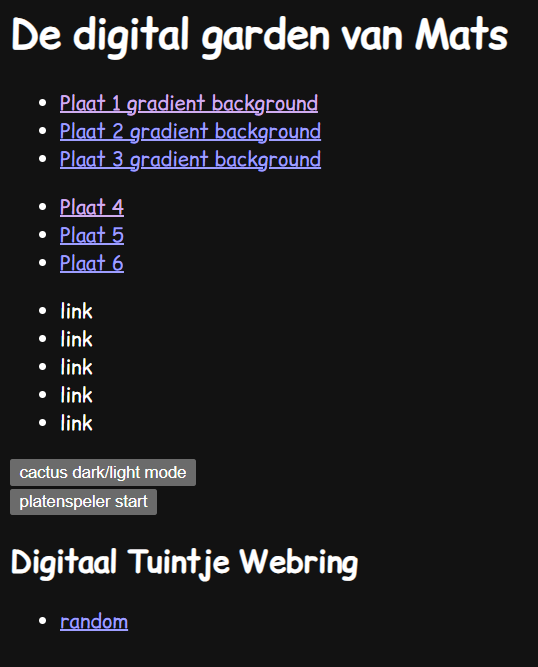 De digital garden van Mats
Plaat 1 gradient background
Plaat 2 gradient background
Plaat 3 gradient background
Plaat 4
Plaat 5
Plaat 6
link
link
link
link
link
cactus dark/light mode
platenspeler start
Digitaal Tuintje Webring
random